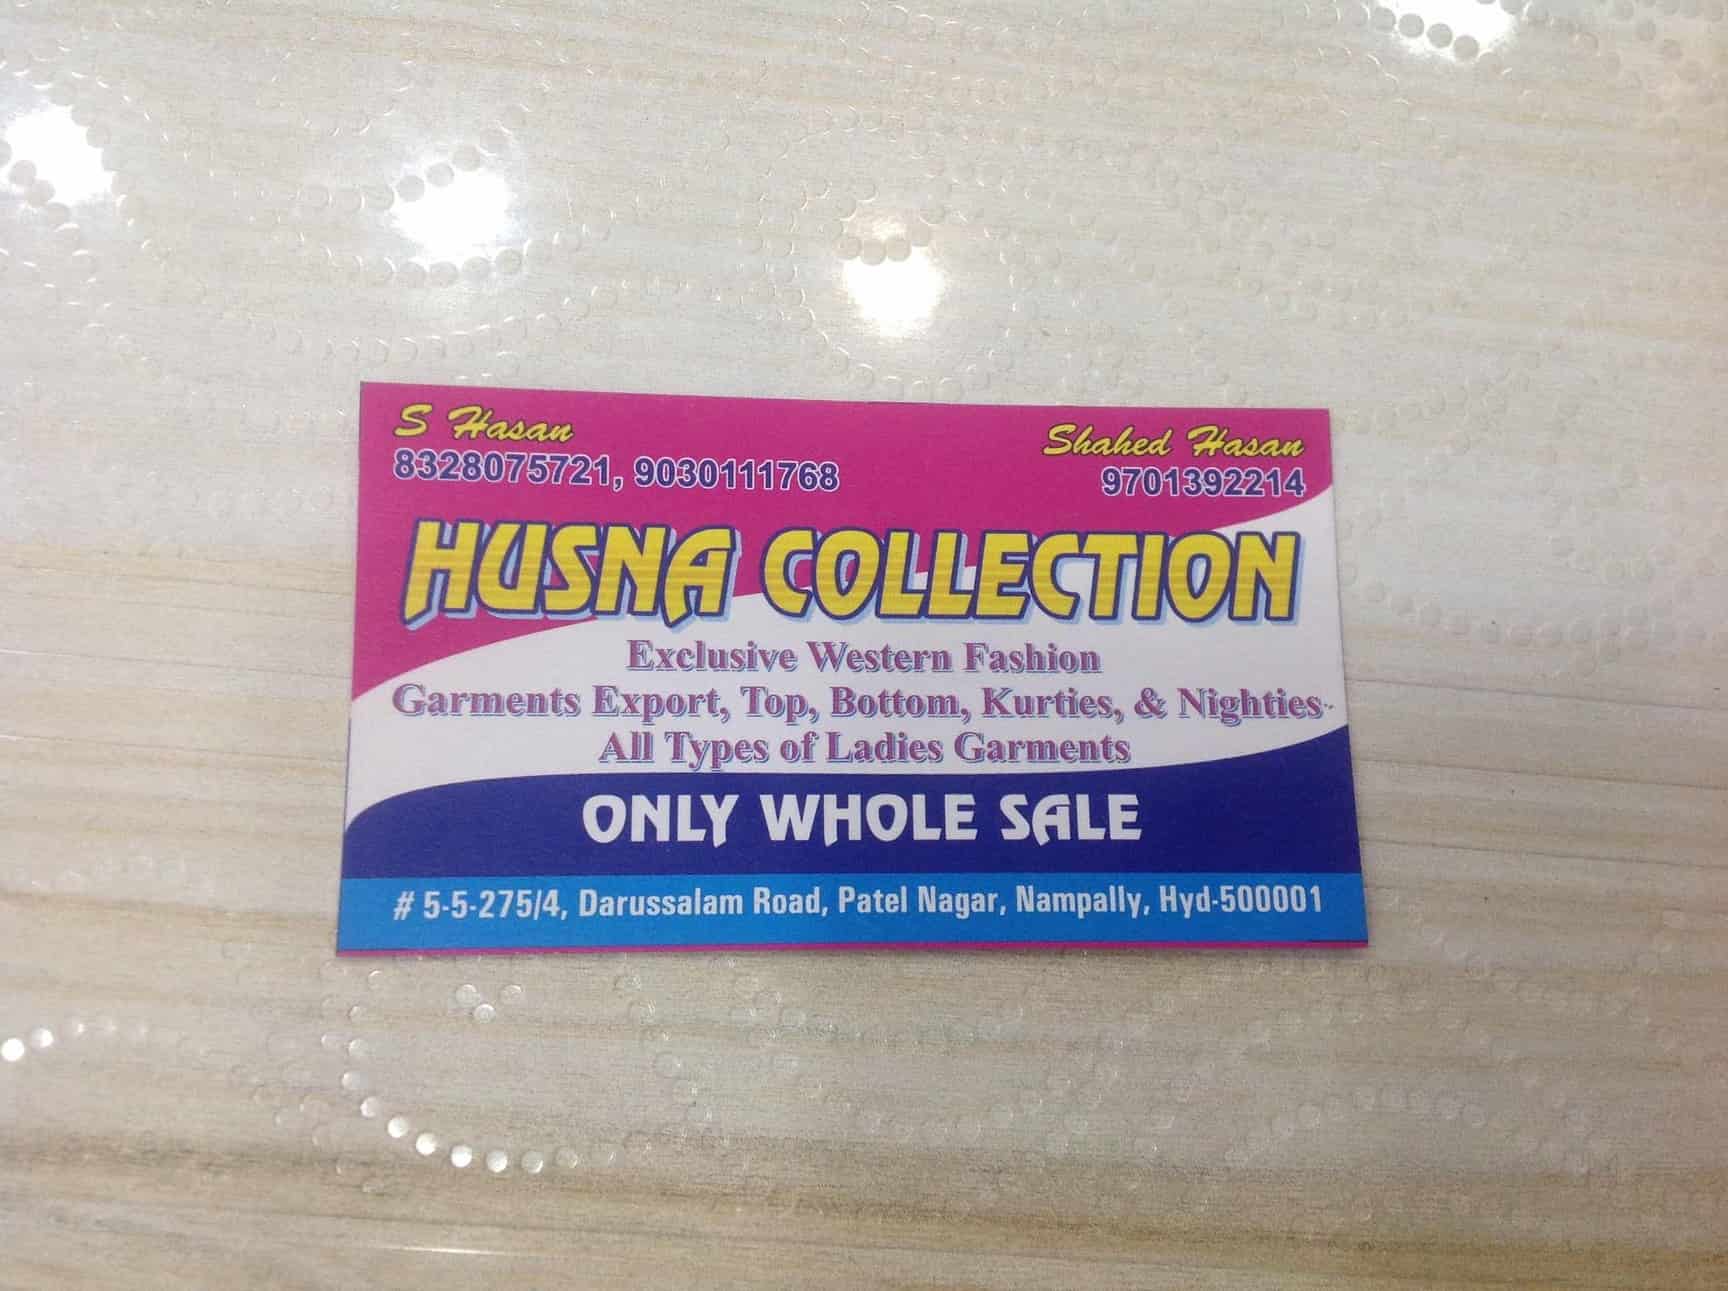 S Hasan
8328075721, 9030111768
Shahed Hasan
9701392214
HUSNA COLLECTION
Exclusive Western Fashion
Garments Export, Top, Bottom, Kurties, & Nighties
All Types of Ladies Garments
ONLY WHOLE SALE
# 5-5-275/4, Darussalam Road, Patel Nagar, Nampally, Hyd-500001